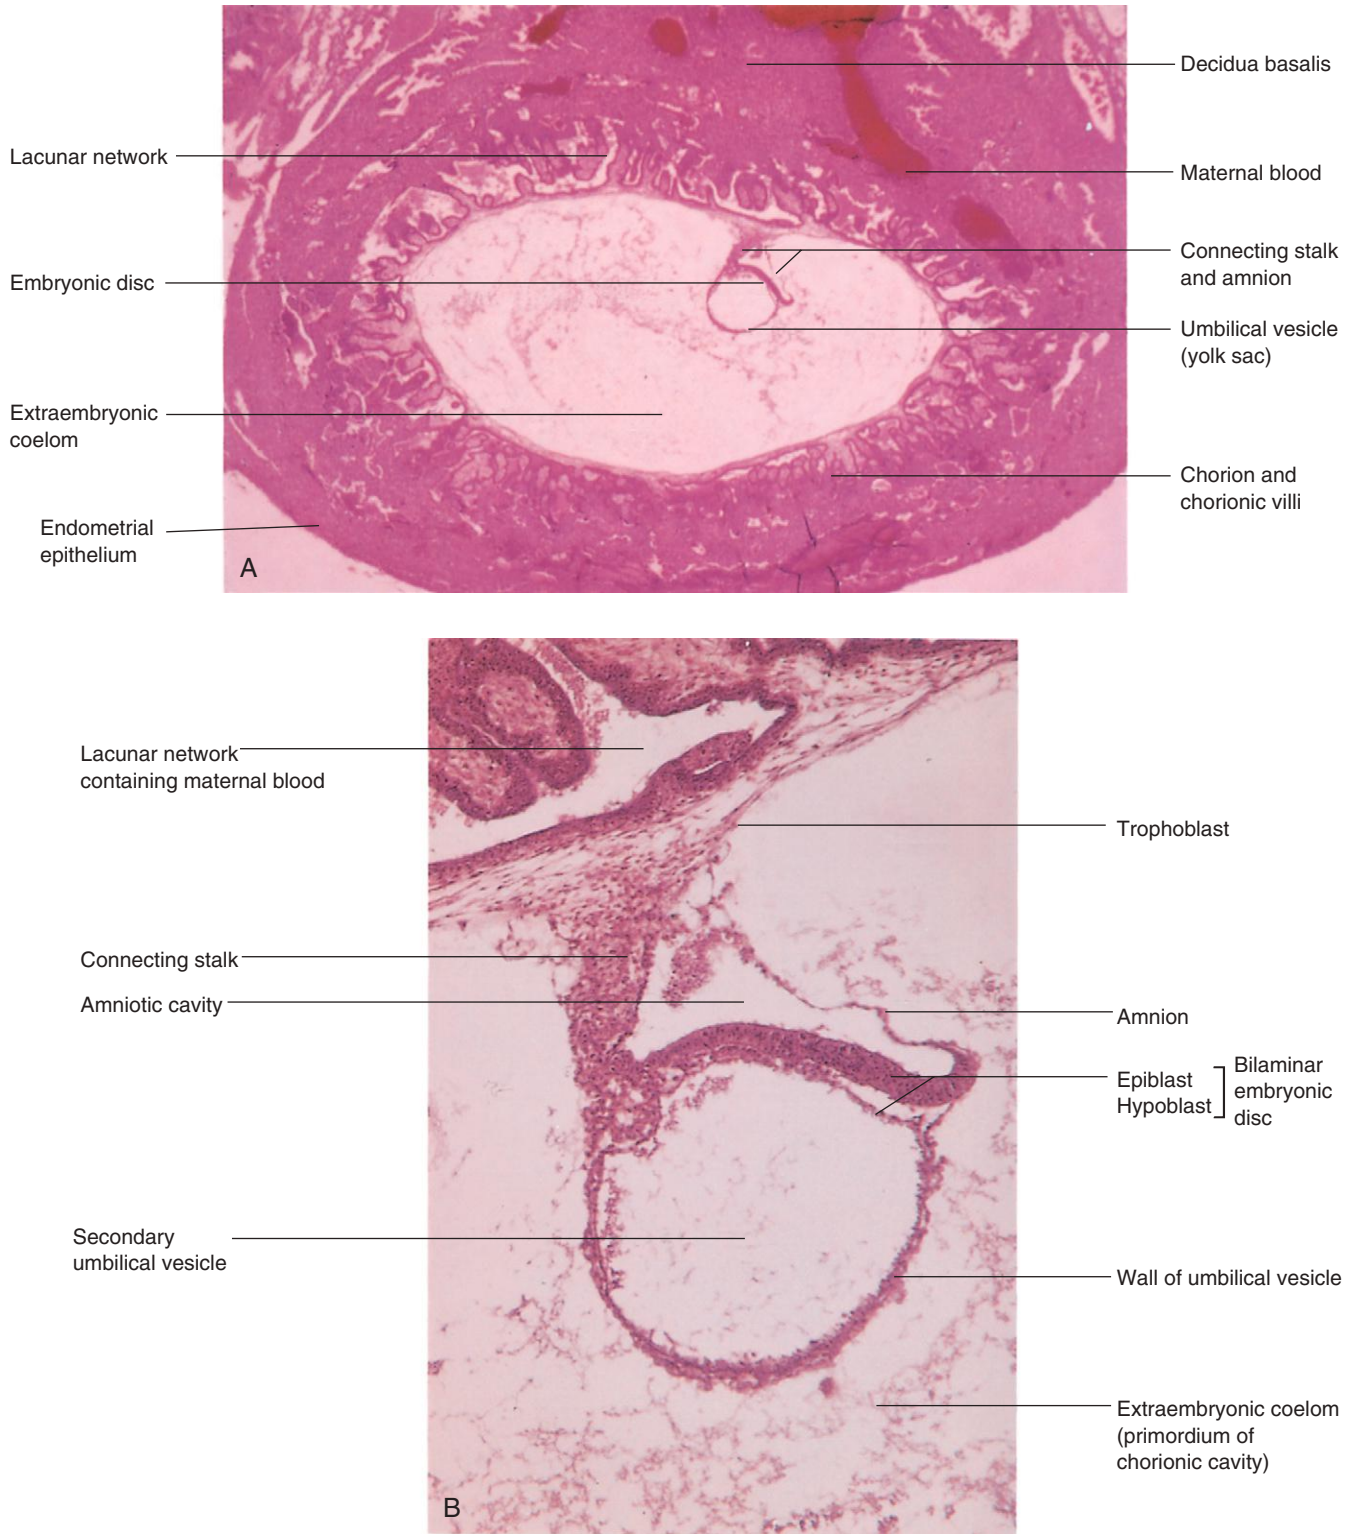 Decidua basalis
Lacunar network
Maternal blood
Connecting stalk
and amnion
Embryonic disc
Umbilical vesicle
(yolk sac)
Extraembryonic
coelom
Chorion and
chorionic villi
Endometrial
epithelium
A
Lacunar network
containing maternal blood
Trophoblast
Connecting stalk
Amniotic cavity
Amnion
Epiblast
Hypoblast
Bilaminar
embryonic
disc
Secondary
umbilical vesicle
Wall of umbilical vesicle
Extraembryonic coelom
(primordium of
chorionic cavity)
B